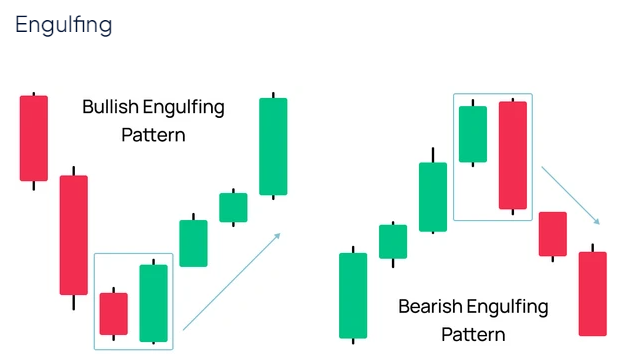 Engulfing
Bullish Engulfing
Pattern
Bearish Engulfing
Pattern